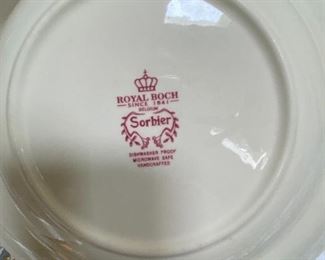 ROYAL BOCH
SINCE 1841
BELGIUM
Sorbier
DISHWASHER PROOF
MICROWAVE SAFE
HANDCRAFTED